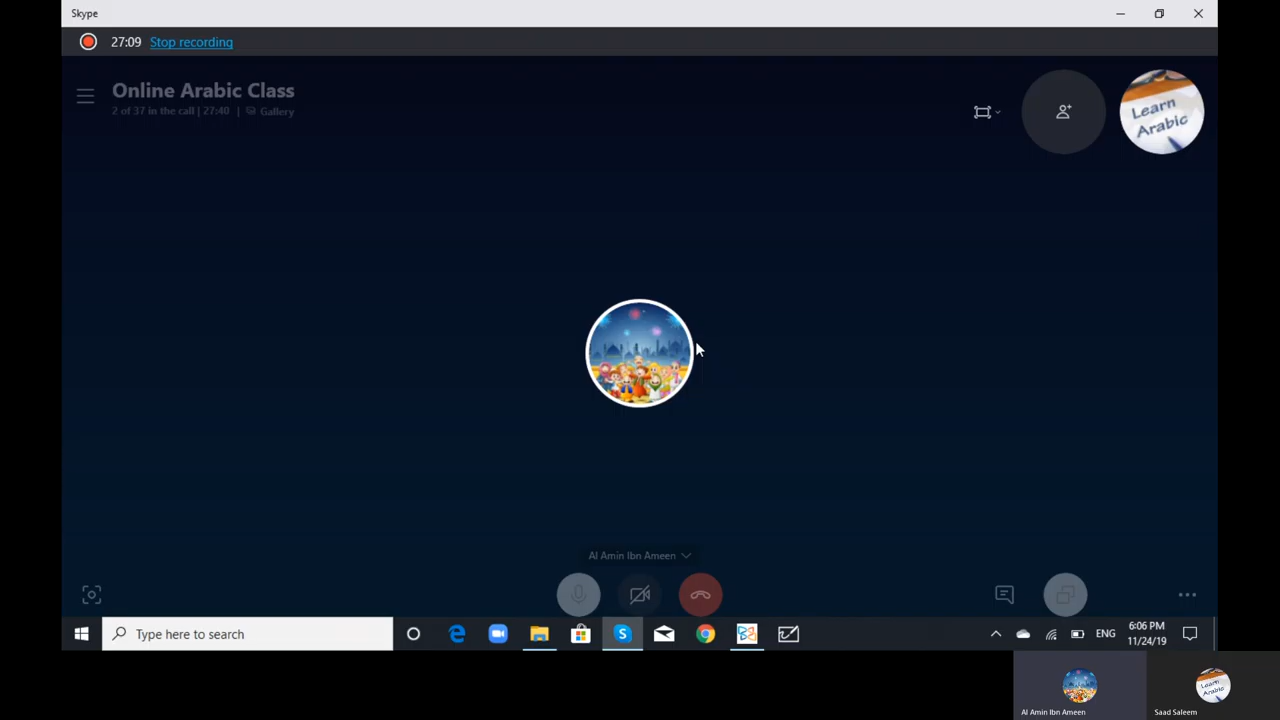 Skype
27:09 Stop recording
Online Arabic Class
2 of 37 in the call | 27:40 | Gallery
Learn
Arabic
Al Amin Ibn Ameen
Type here to search
ENG
6:06 PM
11/24/19
Learn
Arabic
Al Amin Ibn Ameen
Saad Saleem